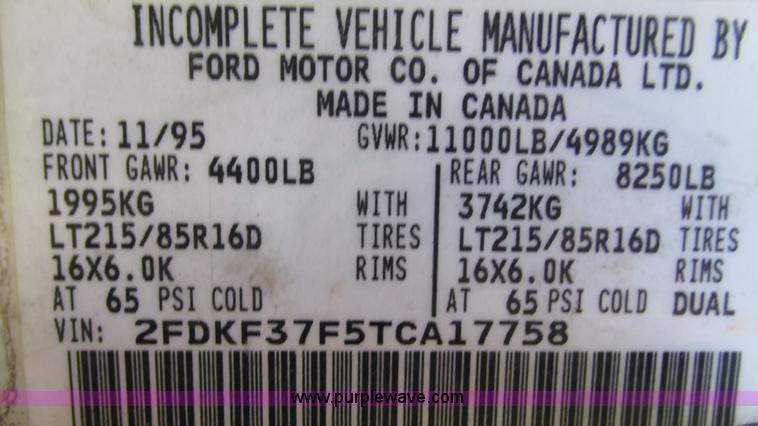 INCOMPLETE VEHICLE MANUFACTURED BY
FORD MOTOR CO. OF CANADA LTD.
MADE IN CANADA
DATE: 11/95 GVWR: 11000LB/4989KG
FRONT GAWR: 4400LB REAR GAWR: 8250LB
1995KG WITH 3742KG WITH
LT215/85R16D TIRES LT215/85R16D TIRES
16X6.0K RIMS 16X6.0K RIMS
AT 65 PSI COLD AT 65 PSI COLD DUAL
VIN: 2FDKF37F5TCA17758
www.purplewave.com